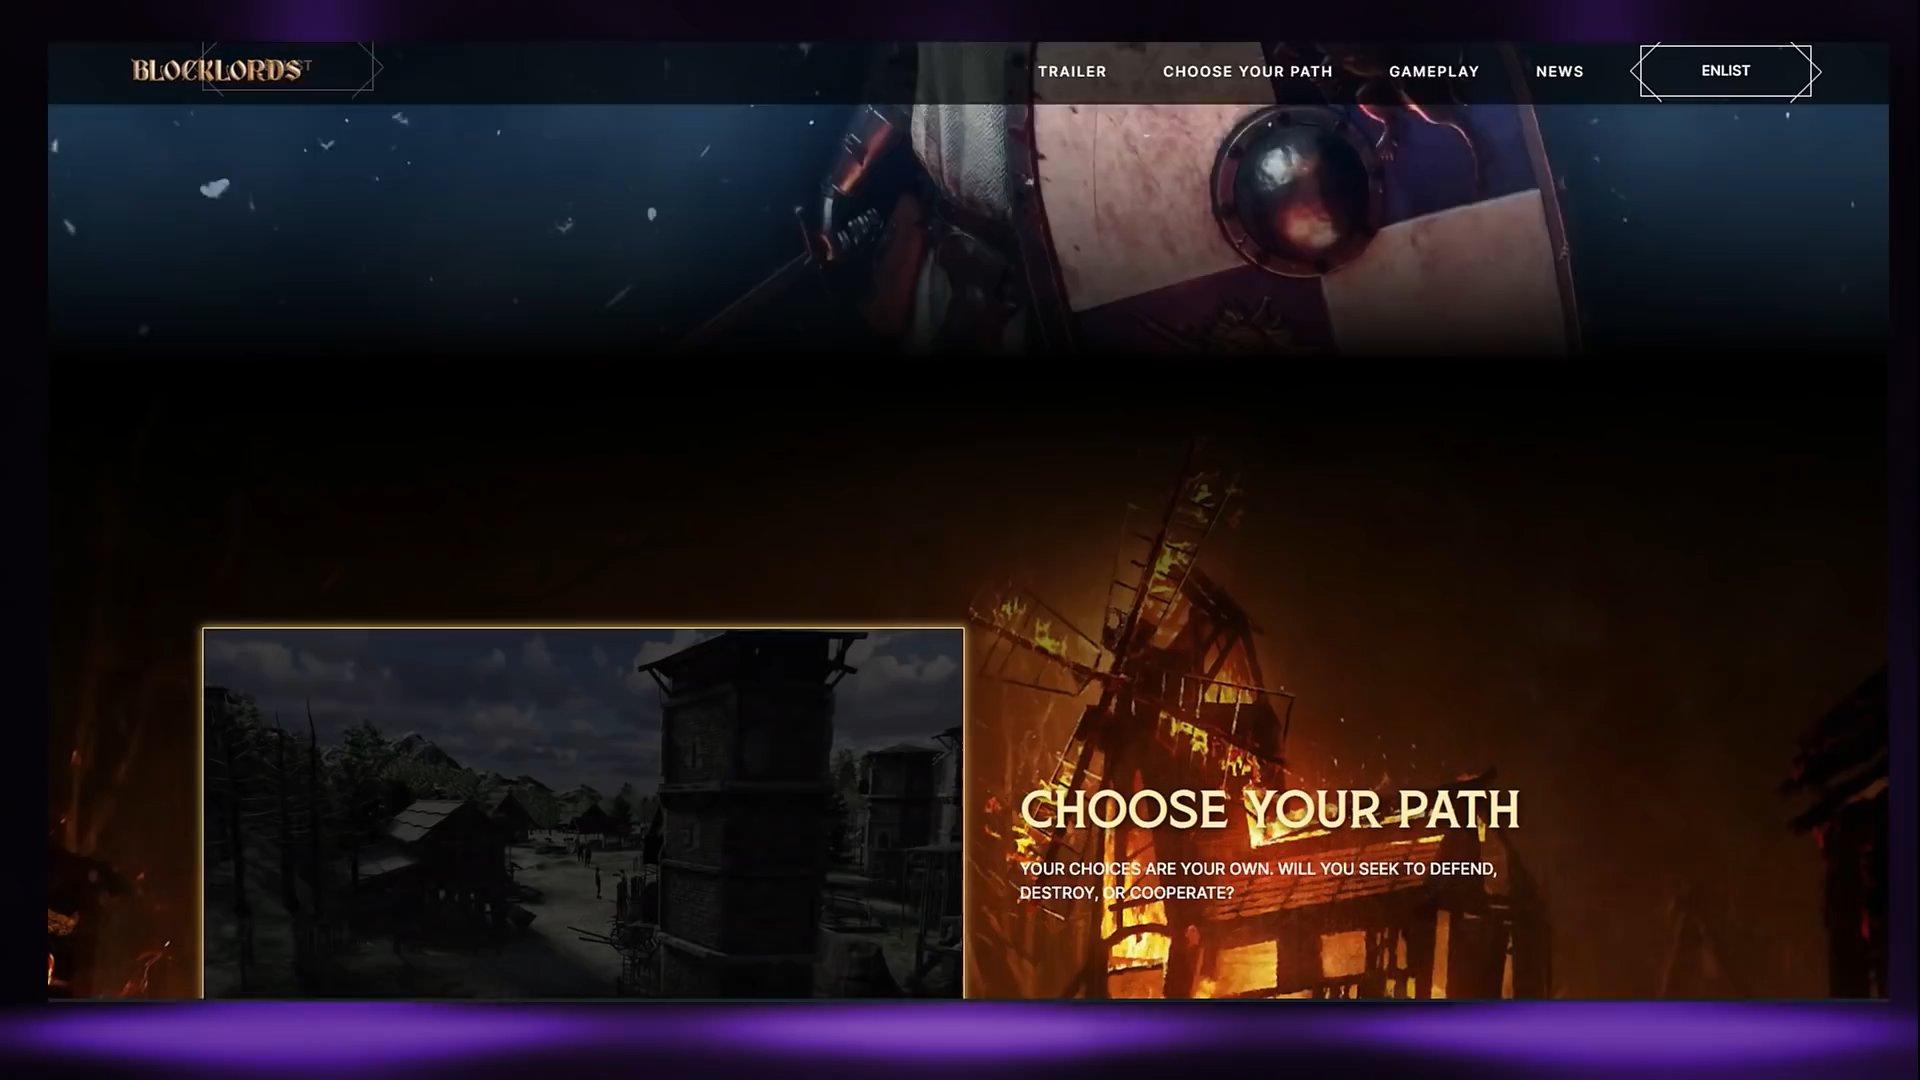 BLOCKLORDS
TRAILER
CHOOSE YOUR PATH
GAMEPLAY
NEWS
ENLIST
CHOOSE YOUR PATH
YOUR CHOICES ARE YOUR OWN. WILL YOU SEEK TO DEFEND,
DESTROY, OR COOPERATE?